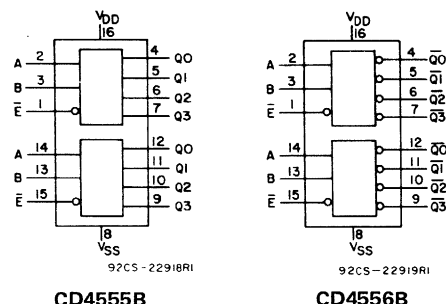 VDD
16
A 2
4 Q0
5 Q1
B 3
6 Q2
E̅ 1
7 Q3
A 14
12 Q0
11 Q1
B 13
10 Q2
E̅ 15
9 Q3
8
VSS
92CS-22918R1
CD4555B
VDD
16
A 2
4 Q̅0̅
5 Q̅1̅
B 3
6 Q̅2̅
E̅ 1
7 Q̅3̅
A 14
12 Q̅0̅
11 Q̅1̅
B 13
10 Q̅2̅
E̅ 15
9 Q̅3̅
8
VSS
92CS-22919R1
CD4556B